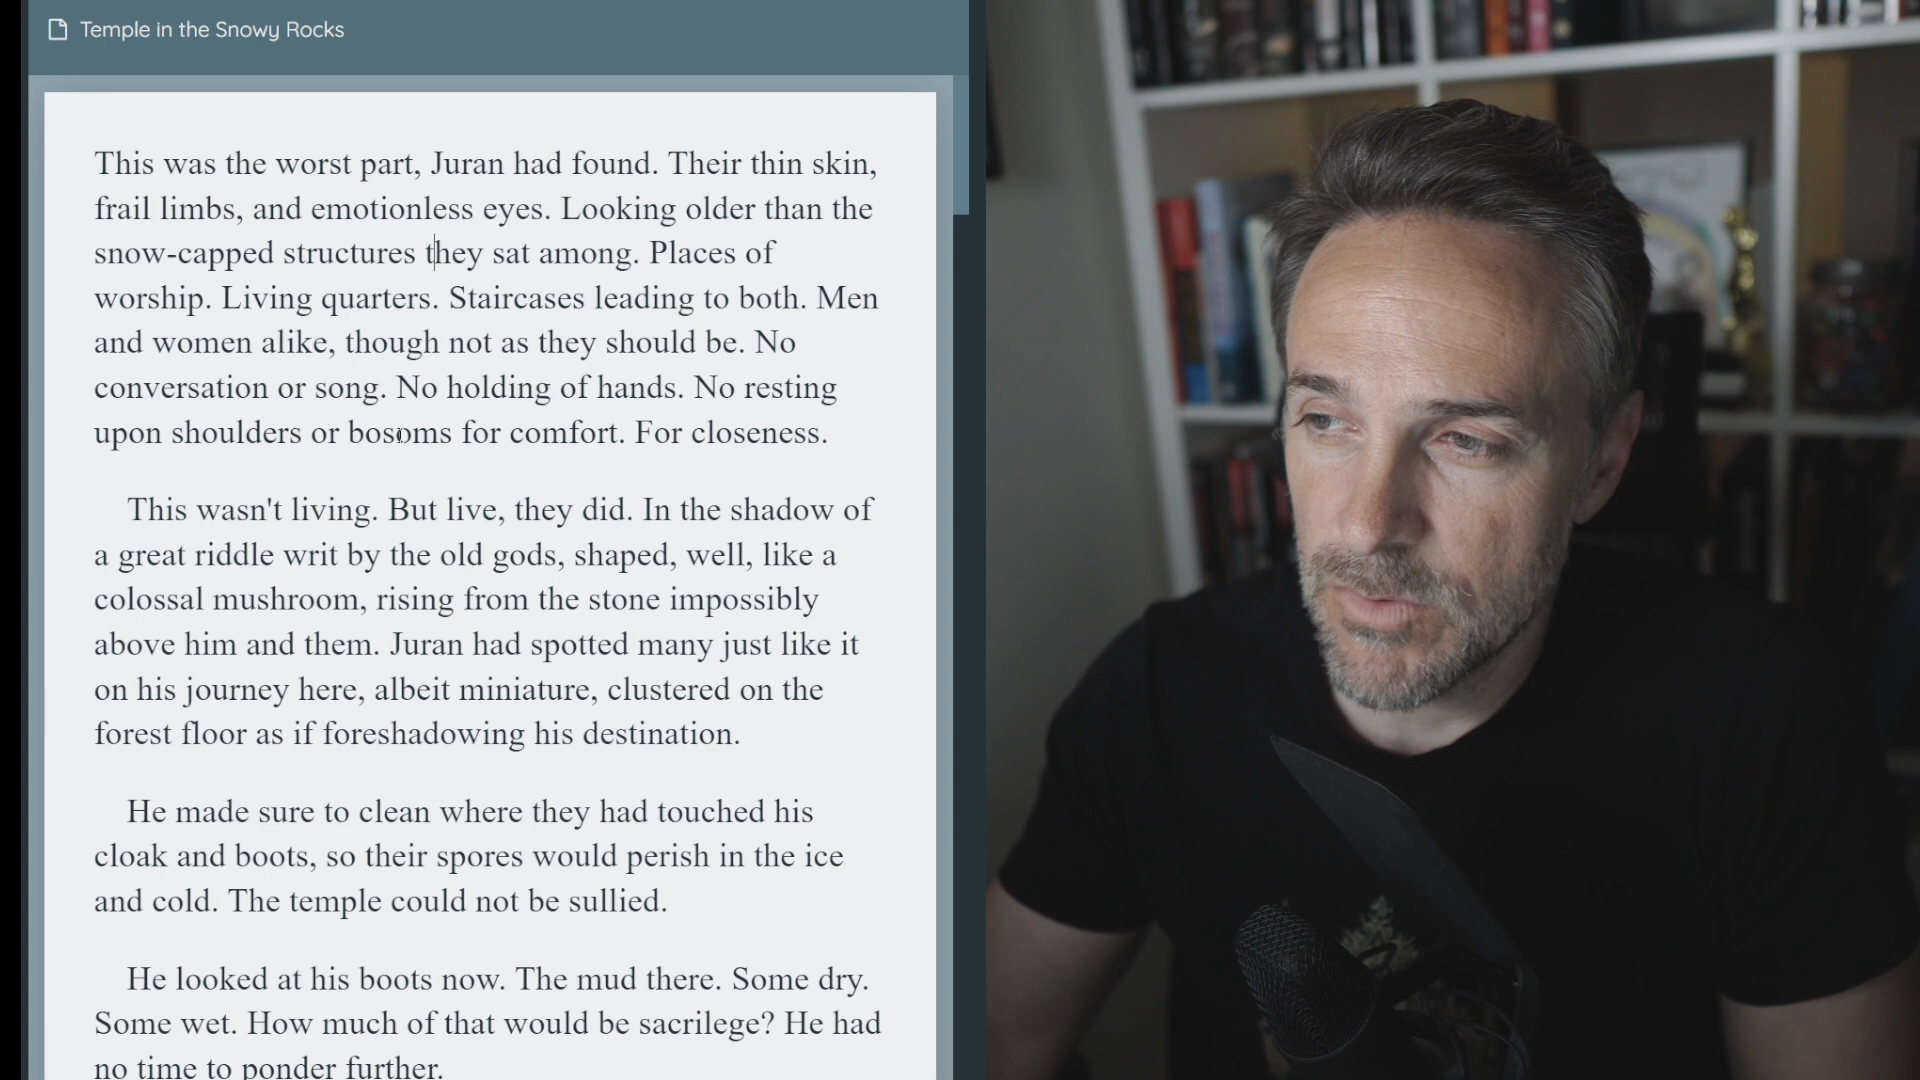 Temple in the Snowy Rocks
This was the worst part, Juran had found. Their thin skin,
frail limbs, and emotionless eyes. Looking older than the
snow-capped structures they sat among. Places of
worship. Living quarters. Staircases leading to both. Men
and women alike, though not as they should be. No
conversation or song. No holding of hands. No resting
upon shoulders or bosoms for comfort. For closeness.
This wasn't living. But live, they did. In the shadow of
a great riddle writ by the old gods, shaped, well, like a
colossal mushroom, rising from the stone impossibly
above him and them. Juran had spotted many just like it
on his journey here, albeit miniature, clustered on the
forest floor as if foreshadowing his destination.
He made sure to clean where they had touched his
cloak and boots, so their spores would perish in the ice
and cold. The temple could not be sullied.
He looked at his boots now. The mud there. Some dry.
Some wet. How much of that would be sacrilege? He had
no time to ponder further.